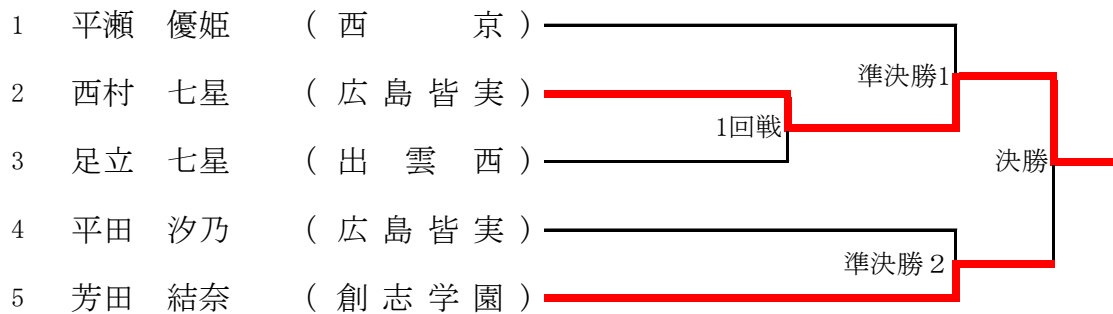 1 平瀬 優姫 ( 西 京 )
準決勝1
2 西村 七星 ( 広 島 皆 実 )
1回戦
3 足立 七星 ( 出 雲 西 )
決勝
4 平田 汐乃 ( 広 島 皆 実 )
準決勝２
5 芳田 結奈 ( 創 志 学 園 )